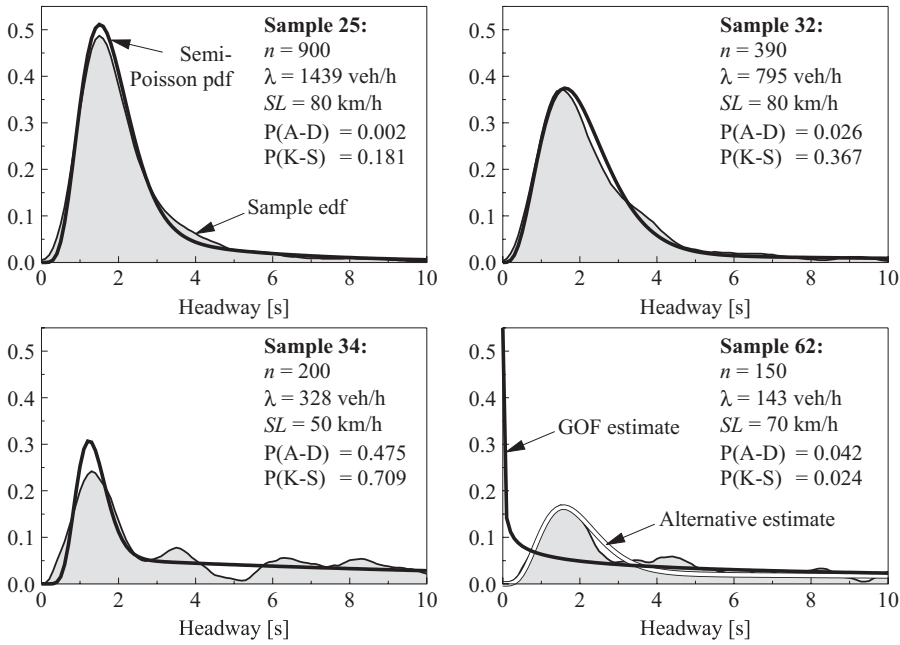 0.5
0.4
0.3
0.2
0.1
0.0
0 2 4 6 8 10
Headway [s]
Semi-
Poisson pdf
Sample edf
Sample 25:
n = 900
λ = 1439 veh/h
SL = 80 km/h
P(A-D) = 0.002
P(K-S) = 0.181
0.5
0.4
0.3
0.2
0.1
0.0
0 2 4 6 8 10
Headway [s]
Sample 32:
n = 390
λ = 795 veh/h
SL = 80 km/h
P(A-D) = 0.026
P(K-S) = 0.367
0.5
0.4
0.3
0.2
0.1
0.0
0 2 4 6 8 10
Headway [s]
Sample 34:
n = 200
λ = 328 veh/h
SL = 50 km/h
P(A-D) = 0.475
P(K-S) = 0.709
0.5
0.4
0.3
0.2
0.1
0.0
0 2 4 6 8 10
Headway [s]
Sample 62:
n = 150
λ = 143 veh/h
SL = 70 km/h
P(A-D) = 0.042
P(K-S) = 0.024
GOF estimate
Alternative estimate